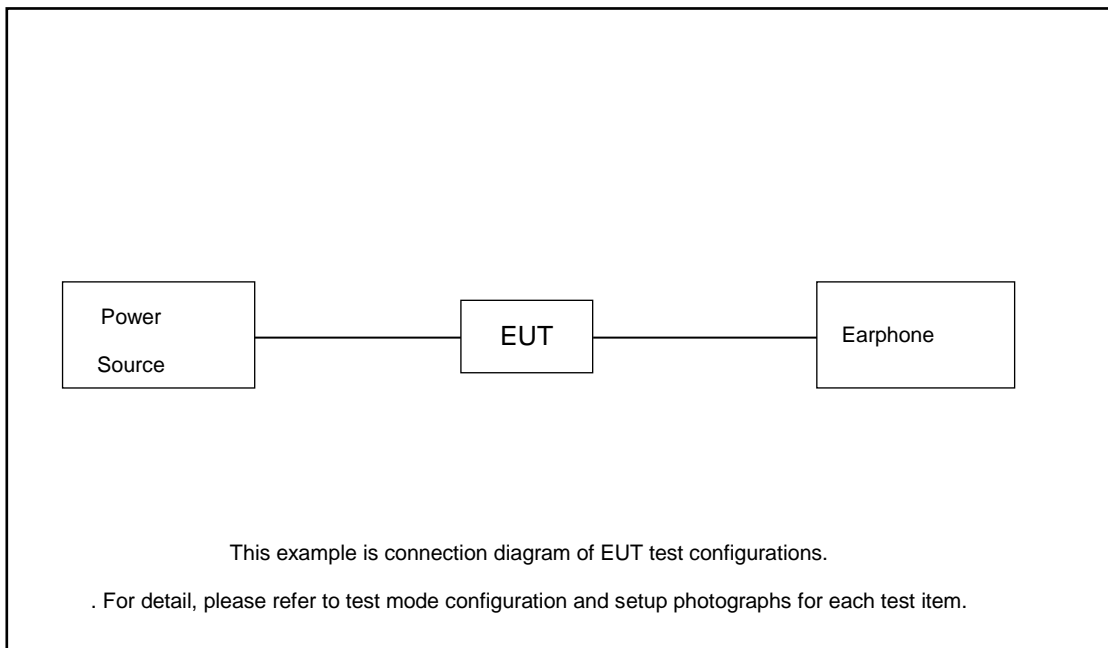 Power
Source
EUT
Earphone
This example is connection diagram of EUT test configurations.
. For detail, please refer to test mode configuration and setup photographs for each test item.